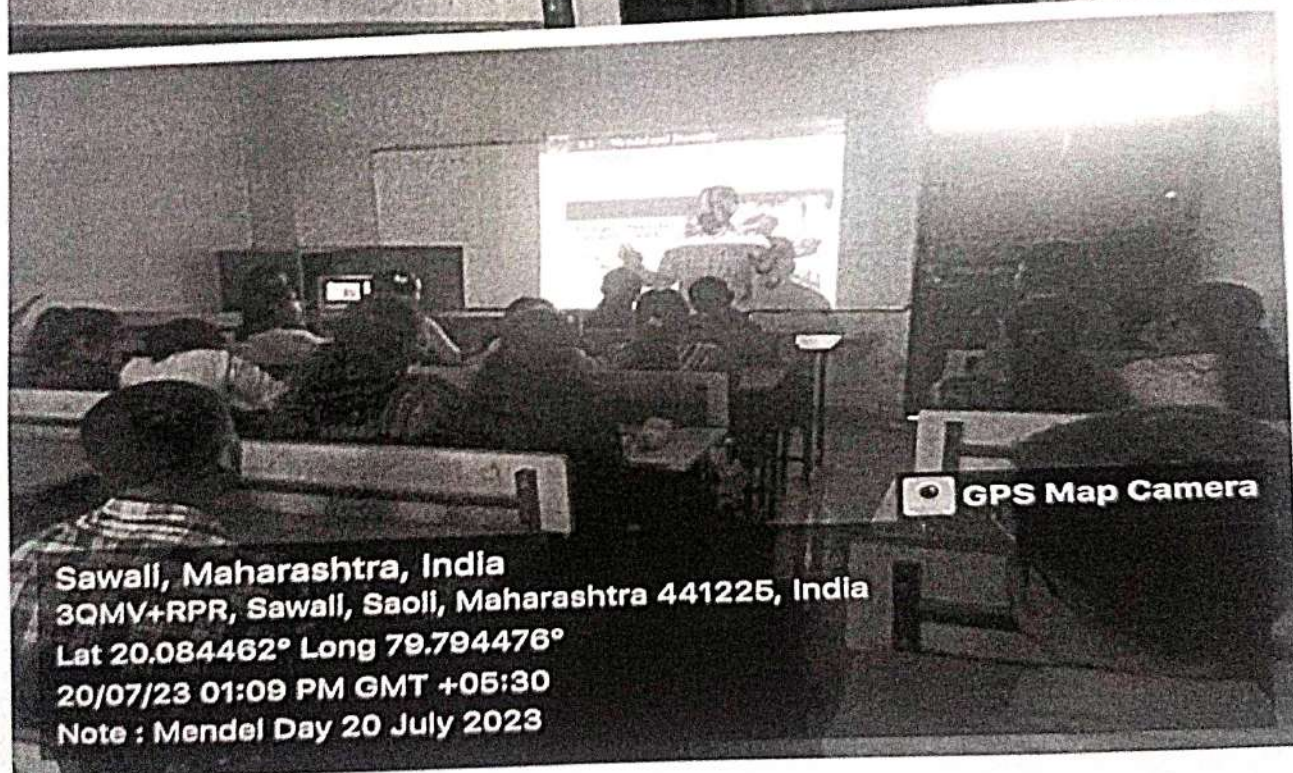 GPS Map Camera
Sawali, Maharashtra, India
3QMV+RPR, Sawali, Saoli, Maharashtra 441225, India
Lat 20.084462° Long 79.794476°
20/07/23 01:09 PM GMT +05:30
Note : Mendel Day 20 July 2023